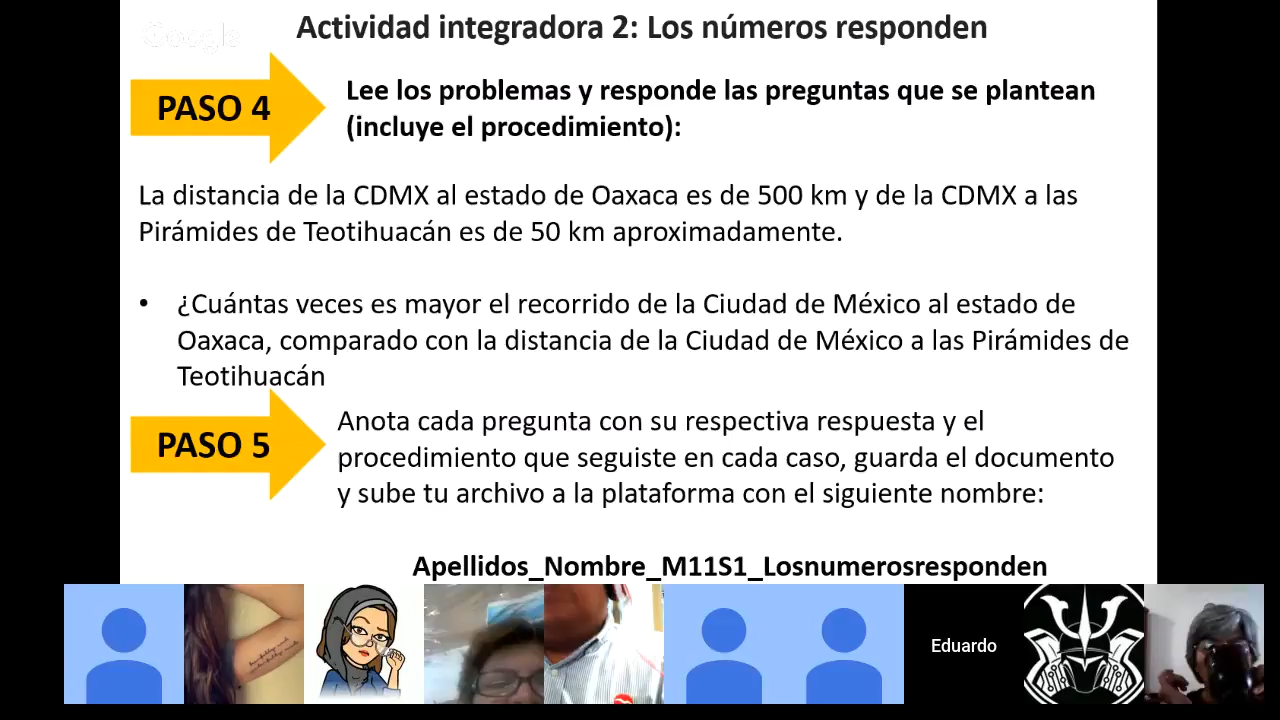 Google
Actividad integradora 2: Los números responden
PASO 4
Lee los problemas y responde las preguntas que se plantean
(incluye el procedimiento):
La distancia de la CDMX al estado de Oaxaca es de 500 km y de la CDMX a las
Pirámides de Teotihuacán es de 50 km aproximadamente.
• ¿Cuántas veces es mayor el recorrido de la Ciudad de México al estado de
Oaxaca, comparado con la distancia de la Ciudad de México a las Pirámides de
Teotihuacán
PASO 5
Anota cada pregunta con su respectiva respuesta y el
procedimiento que seguiste en cada caso, guarda el documento
y sube tu archivo a la plataforma con el siguiente nombre:
Apellidos_Nombre_M11S1_Losnumerosresponden
Eduardo